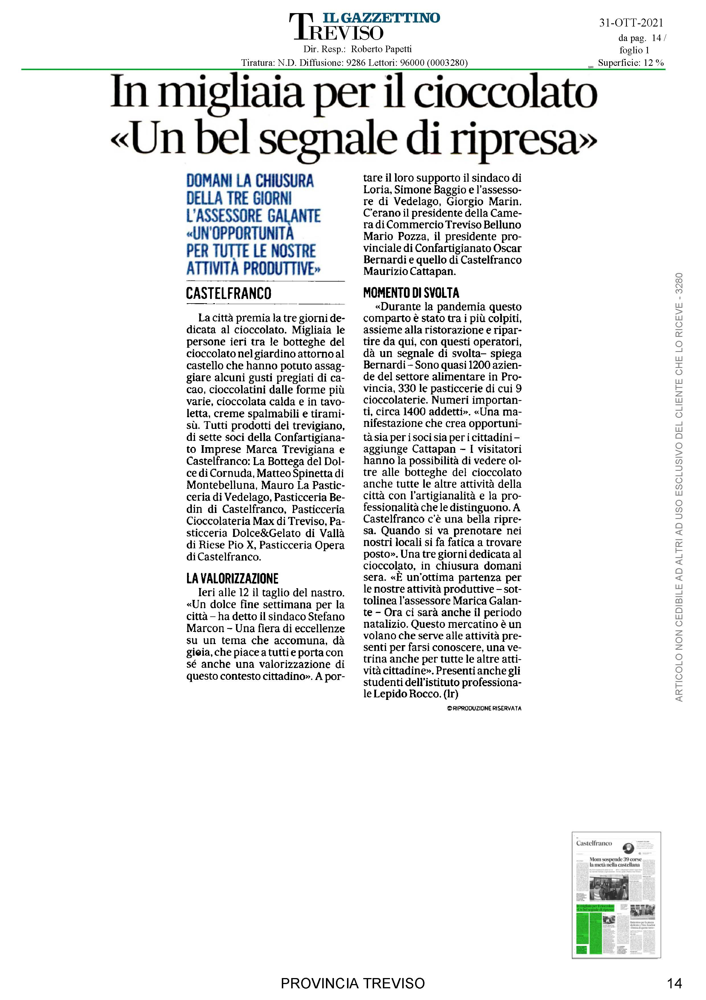 IL GAZZETTINO
TREVISO
Dir. Resp.: Roberto Papetti
Tiratura: N.D. Diffusione: 9286 Lettori: 96000 (0003280)
31-OTT-2021
da pag. 14 /
foglio 1
Superficie: 12 %
3280
In migliaia per il cioccolato
«Un bel segnale di ripresa»
DOMANI LA CHIUSURA
DELLA TRE GIORNI
L'ASSESSORE GALANTE
«UN'OPPORTUNITÀ
PER TUTTE LE NOSTRE
ATTIVITÀ PRODUTTIVE»
CASTELFRANCO
La città premia la tre giorni de-
dicata al cioccolato. Migliaia le
persone ieri tra le botteghe del
cioccolato nel giardino attorno al
castello che hanno potuto assag-
giare alcuni gusti pregiati di ca-
cao, cioccolatini dalle forme più
varie, cioccolata calda e in tavo-
letta, creme spalmabili e tirami-
sù. Tutti prodotti del trevigiano,
di sette soci della Confartigiana-
to Imprese Marca Trevigiana e
Castelfranco: La Bottega del Dol-
ce di Cornuda, Matteo Spinetta di
Montebelluna, Mauro La Pastic-
ceria di Vedelago, Pasticceria Be-
din di Castelfranco, Pasticceria
Cioccolateria Max di Treviso, Pa-
sticceria Dolce&Gelato di Vallà
di Riese Pio X, Pasticceria Opera
di Castelfranco.
LA VALORIZZAZIONE
Ieri alle 12 il taglio del nastro.
«Un dolce fine settimana per la
città – ha detto il sindaco Stefano
Marcon – Una fiera di eccellenze
su un tema che accomuna, dà
gioia, che piace a tutti e porta con
sé anche una valorizzazione di
questo contesto cittadino». A por-
tare il loro supporto il sindaco di
Loria, Simone Baggio e l'assesso-
re di Vedelago, Giorgio Marin.
C'erano il presidente della Came-
ra di Commercio Treviso Belluno
Mario Pozza, il presidente pro-
vinciale di Confartigianato Oscar
Bernardi e quello di Castelfranco
Maurizio Cattapan.
MOMENTO DI SVOLTA
«Durante la pandemia questo
comparto è stato tra i più colpiti,
assieme alla ristorazione e ripar-
tire da qui, con questi operatori,
dà un segnale di svolta– spiega
Bernardi – Sono quasi 1200 azien-
de del settore alimentare in Pro-
vincia, 330 le pasticcerie di cui 9
cioccolaterie. Numeri importan-
ti, circa 1400 addetti». «Una ma-
nifestazione che crea opportuni-
tà sia per i soci sia per i cittadini –
aggiunge Cattapan – I visitatori
hanno la possibilità di vedere ol-
tre alle botteghe del cioccolato
anche tutte le altre attività della
città con l'artigianalità e la pro-
fessionalità che le distinguono. A
Castelfranco c'è una bella ripre-
sa. Quando si va prenotare nei
nostri locali si fa fatica a trovare
posto». Una tre giorni dedicata al
cioccolato, in chiusura domani
sera. «È un'ottima partenza per
le nostre attività produttive – sot-
tolinea l'assessore Marica Galan-
te – Ora ci sarà anche il periodo
natalizio. Questo mercatino è un
volano che serve alle attività pre-
senti per farsi conoscere, una ve-
trina anche per tutte le altre atti-
vità cittadine». Presenti anche gli
studenti dell'istituto professiona-
le Lepido Rocco. (lr)
© RIPRODUZIONE RISERVATA
ARTICOLO NON CEDIBILE AD ALTRI AD USO ESCLUSIVO DEL CLIENTE CHE LO RICEVE - 3280
Castelfranco
Mom sospende 39 corse
la metà nella castellana
In migliaia per il cioccolato
«Un bel segnale di ripresa»
PROVINCIA TREVISO
14